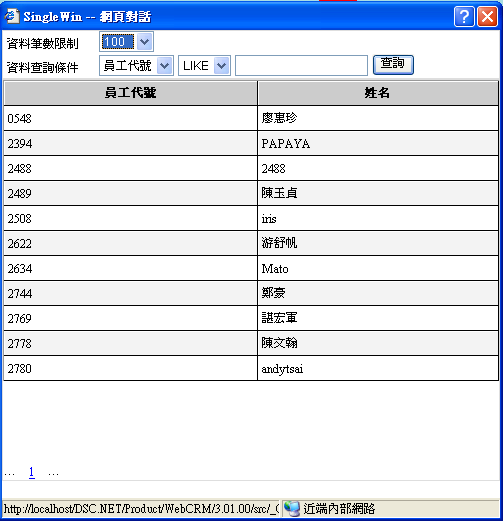 SingleWin -- 網頁對話
資料筆數限制 100
資料查詢條件 員工代號 LIKE 查詢
員工代號 姓名
0548 廖惠珍
2394 PAPAYA
2488 2488
2489 陳玉貞
2508 iris
2622 游舒帆
2634 Mato
2744 鄭豪
2769 諶宏軍
2778 陳文翰
2780 andytsai
... 1 ...
http://localhost/DSC.NET/Product/WebCRM/3.01.00/src/_( 近端內部網路